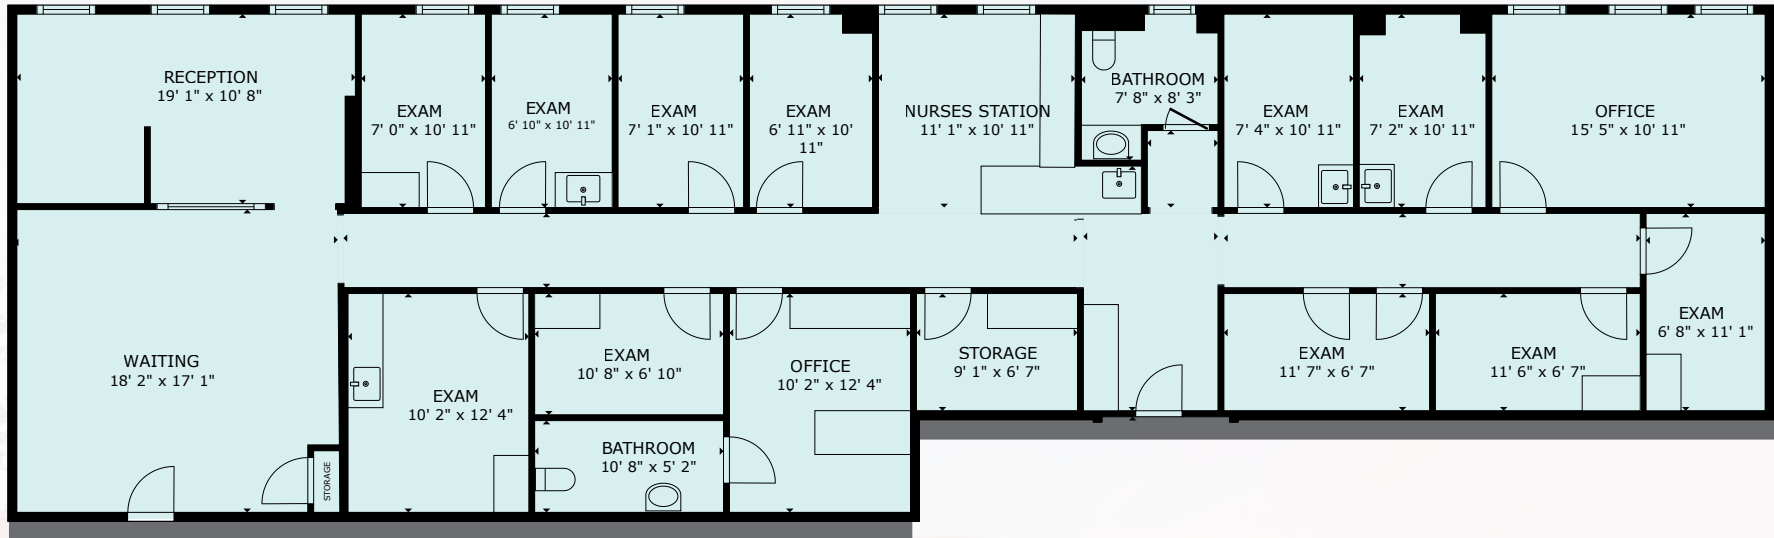 RECEPTION
19' 1" x 10' 8"
EXAM
7' 0" x 10' 11"
EXAM
6' 10" x 10' 11"
EXAM
7' 1" x 10' 11"
EXAM
6' 11" x 10'
11"
NURSES STATION
11' 1" x 10' 11"
BATHROOM
7' 8" x 8' 3"
EXAM
7' 4" x 10' 11"
EXAM
7' 2" x 10' 11"
OFFICE
15' 5" x 10' 11"
WAITING
18' 2" x 17' 1"
STORAGE
EXAM
10' 2" x 12' 4"
EXAM
10' 8" x 6' 10"
BATHROOM
10' 8" x 5' 2"
OFFICE
10' 2" x 12' 4"
STORAGE
9' 1" x 6' 7"
EXAM
11' 7" x 6' 7"
EXAM
11' 6" x 6' 7"
EXAM
6' 8" x 11' 1"